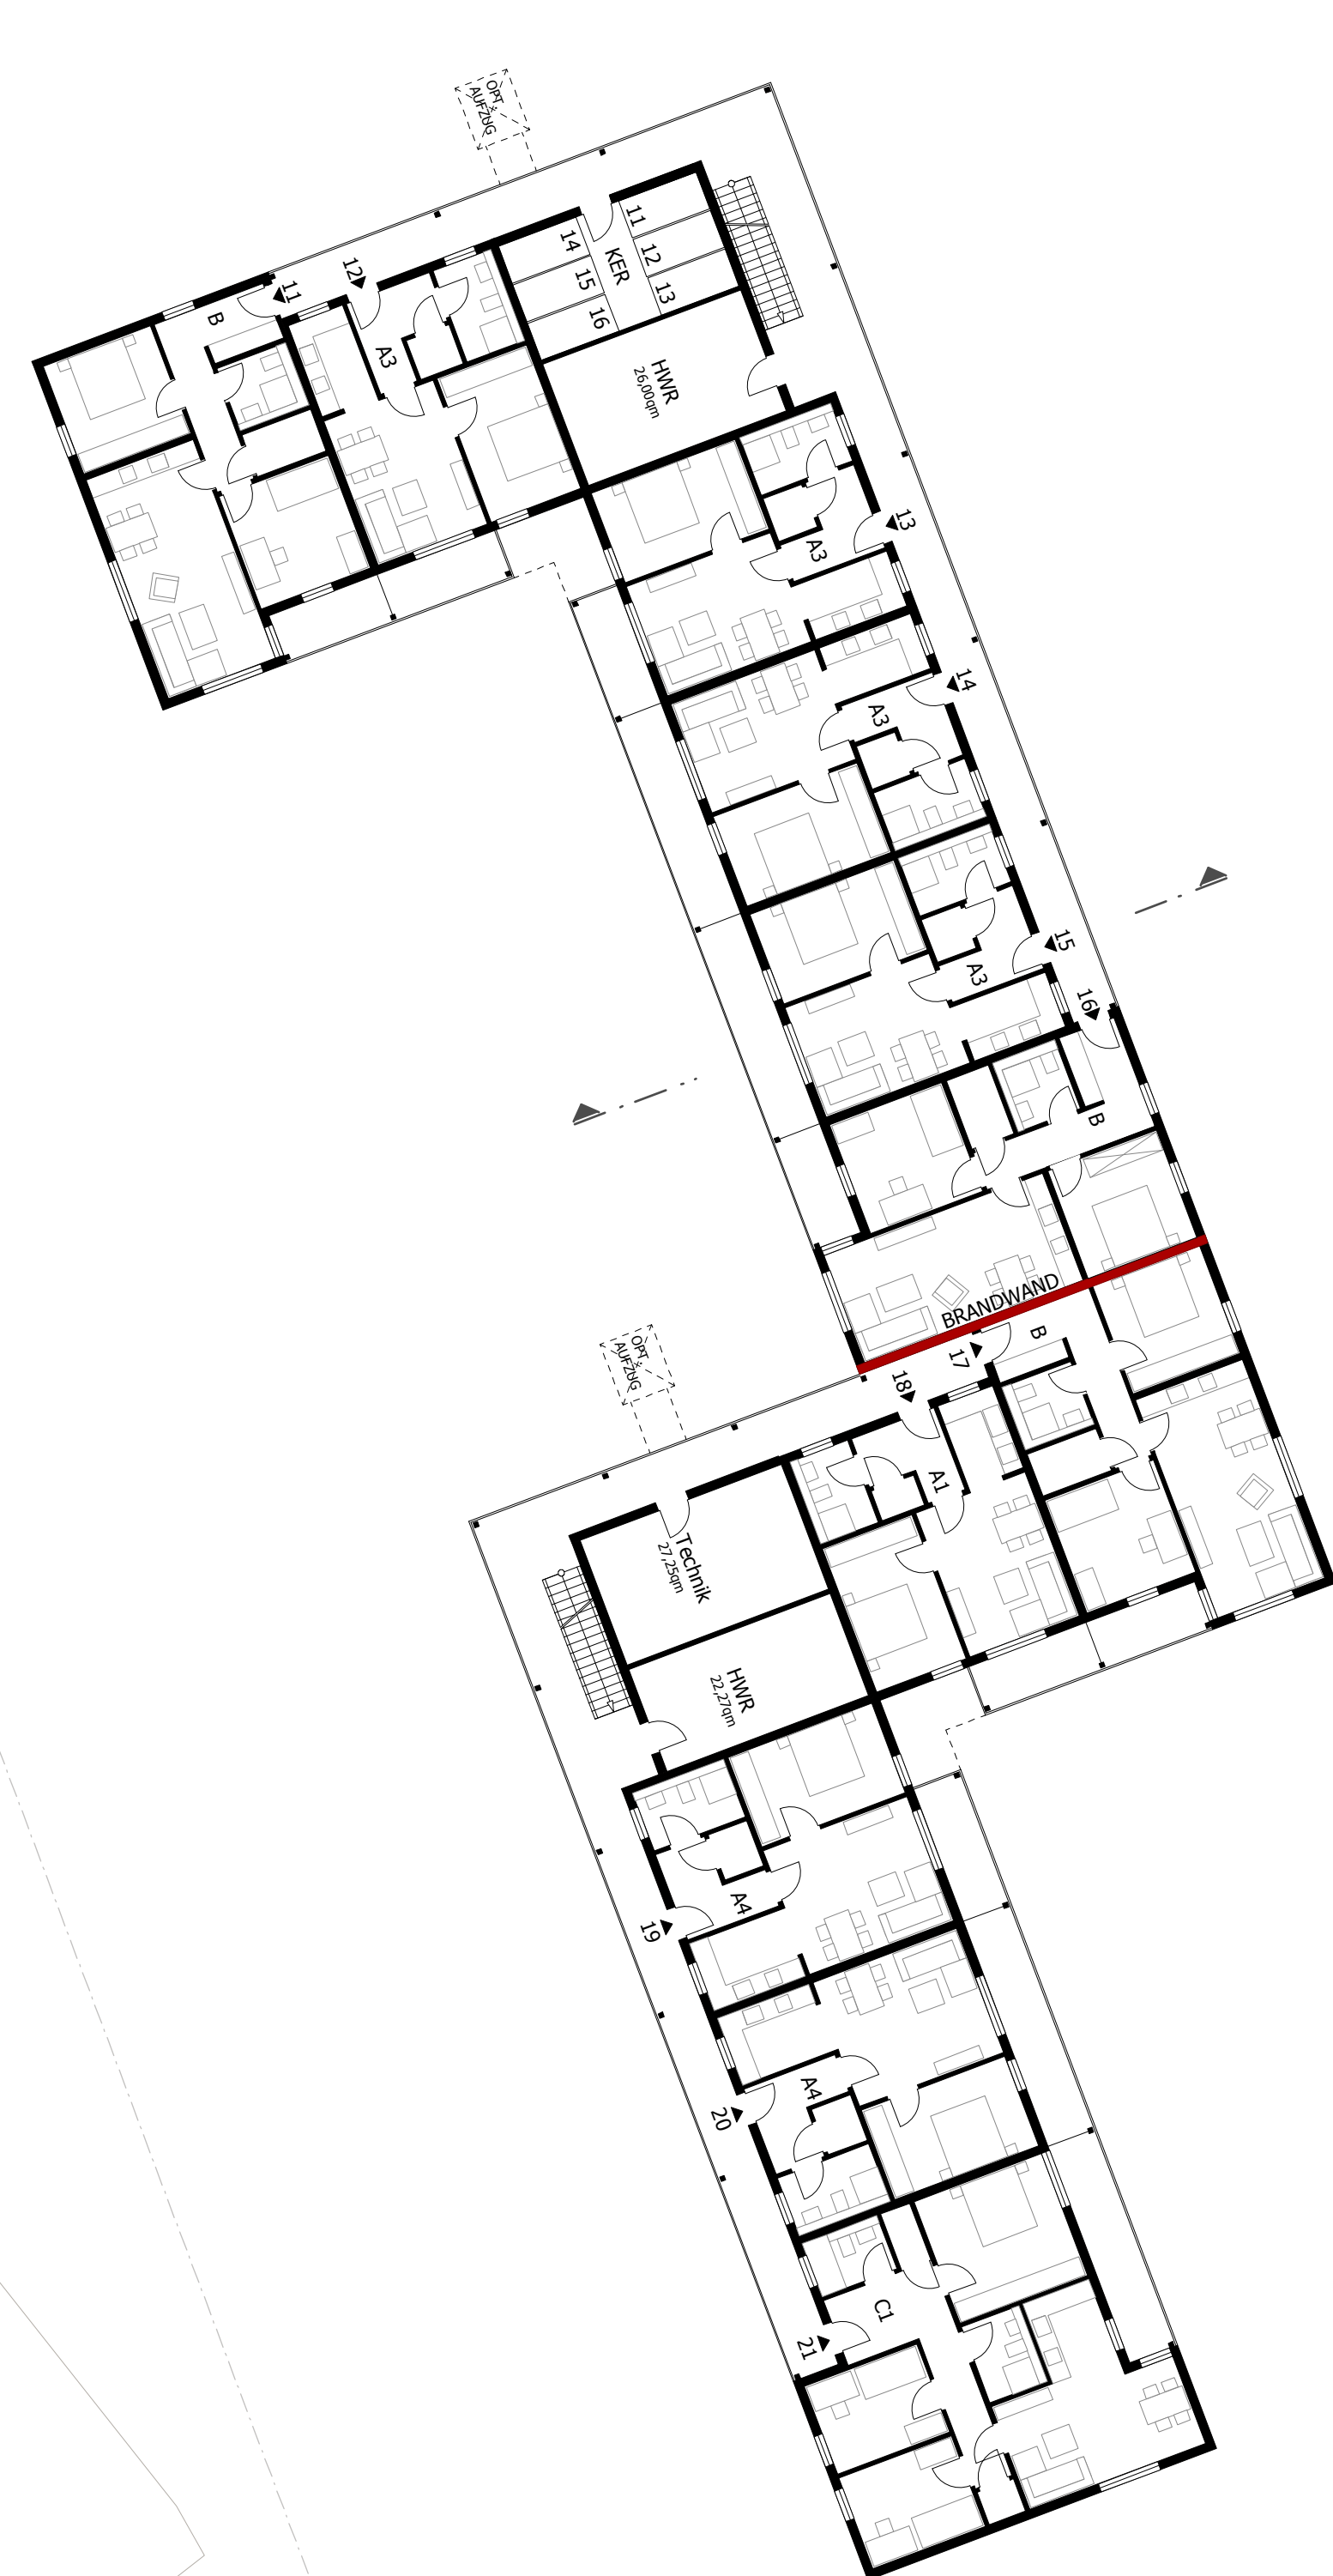 OPT.
AUFZUG
11
12
13
14
15
16
KER
12
11
B
A3
HWR
26,00qm
13
A3
14
A3
15
A3
16
B
BRANDWAND
17
B
18
A1
OPT.
AUFZUG
Technik
27,25qm
HWR
22,27qm
19
A4
20
A4
21
C1